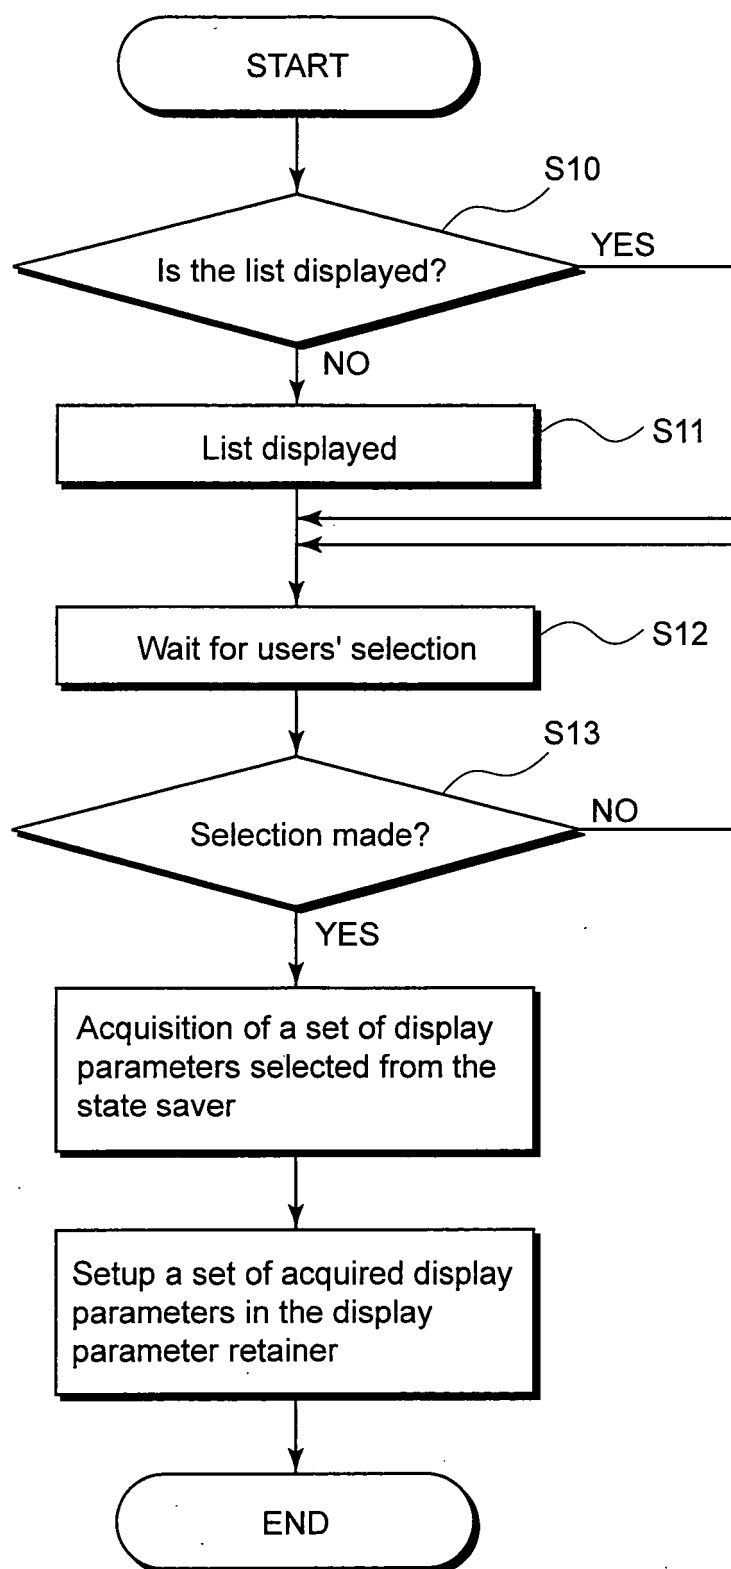 START
S10
Is the list displayed?
YES
NO
List displayed
S11
Wait for users' selection
S12
S13
Selection made?
NO
YES
Acquisition of a set of display
parameters selected from the
state saver
Setup a set of acquired display
parameters in the display
parameter retainer
END